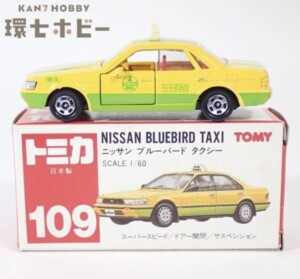 KAN7 HOBBY
環七ホビー
トミカ
日本製
109
NISSAN BLUEBIRD TAXI
ニッサン ブルーバード タクシー
SCALE 1/60
TOMY
スーパースピード/ドアー開閉/サスペンション